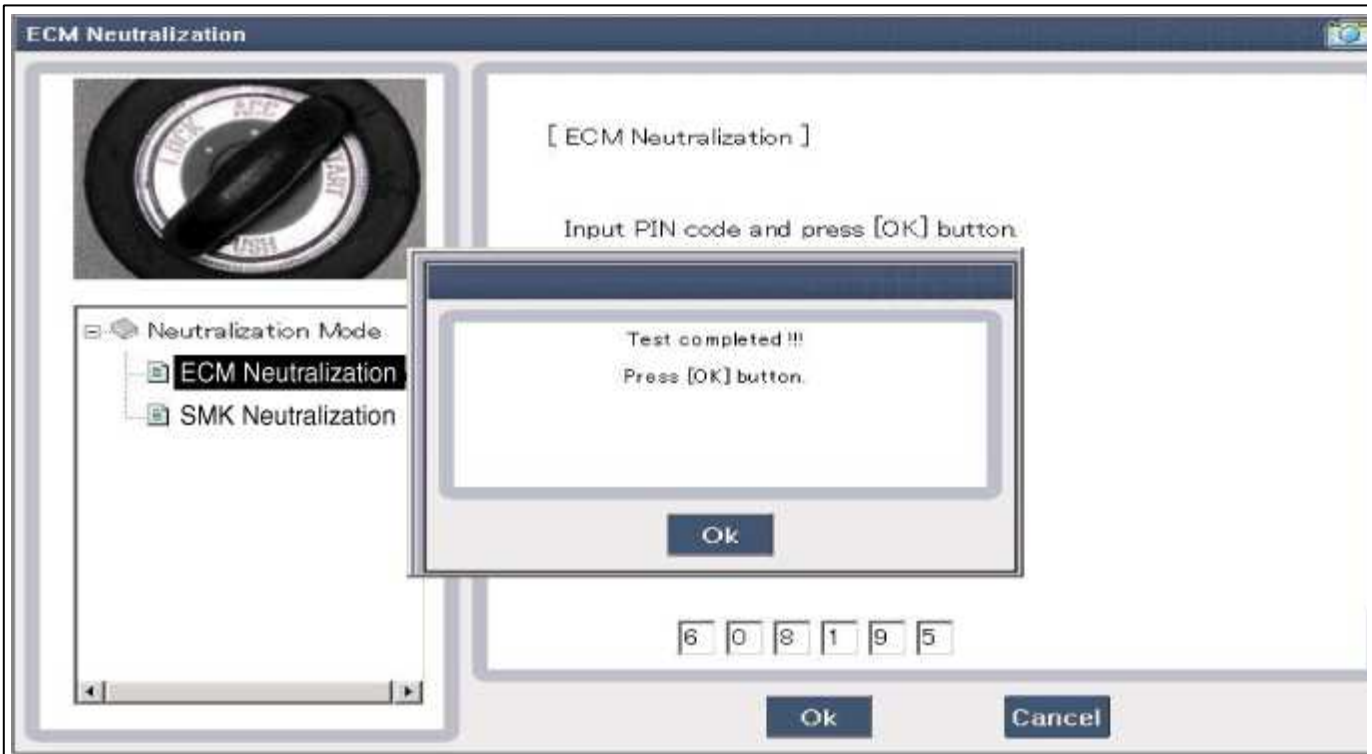 ECM Neutralization
LOCK
ACC
START
PUSH
[ ECM Neutralization ]
Input PIN code and press [OK] button.
Neutralization Mode
ECM Neutralization
SMK Neutralization
Test completed !!!
Press [OK] button.
Ok
6 0 8 1 9 5
Ok
Cancel